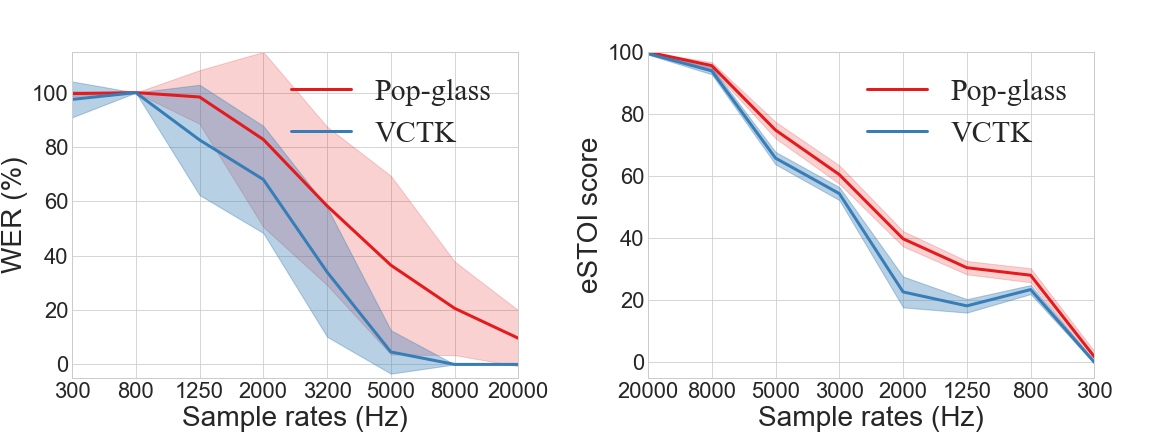 WER (%)
100
80
60
40
20
0
Pop-glass
VCTK
300 800 1250 2000 3200 5000 8000 20000
Sample rates (Hz)
eSTOI score
100
80
60
40
20
0
Pop-glass
VCTK
20000 8000 5000 3000 2000 1250 800 300
Sample rates (Hz)